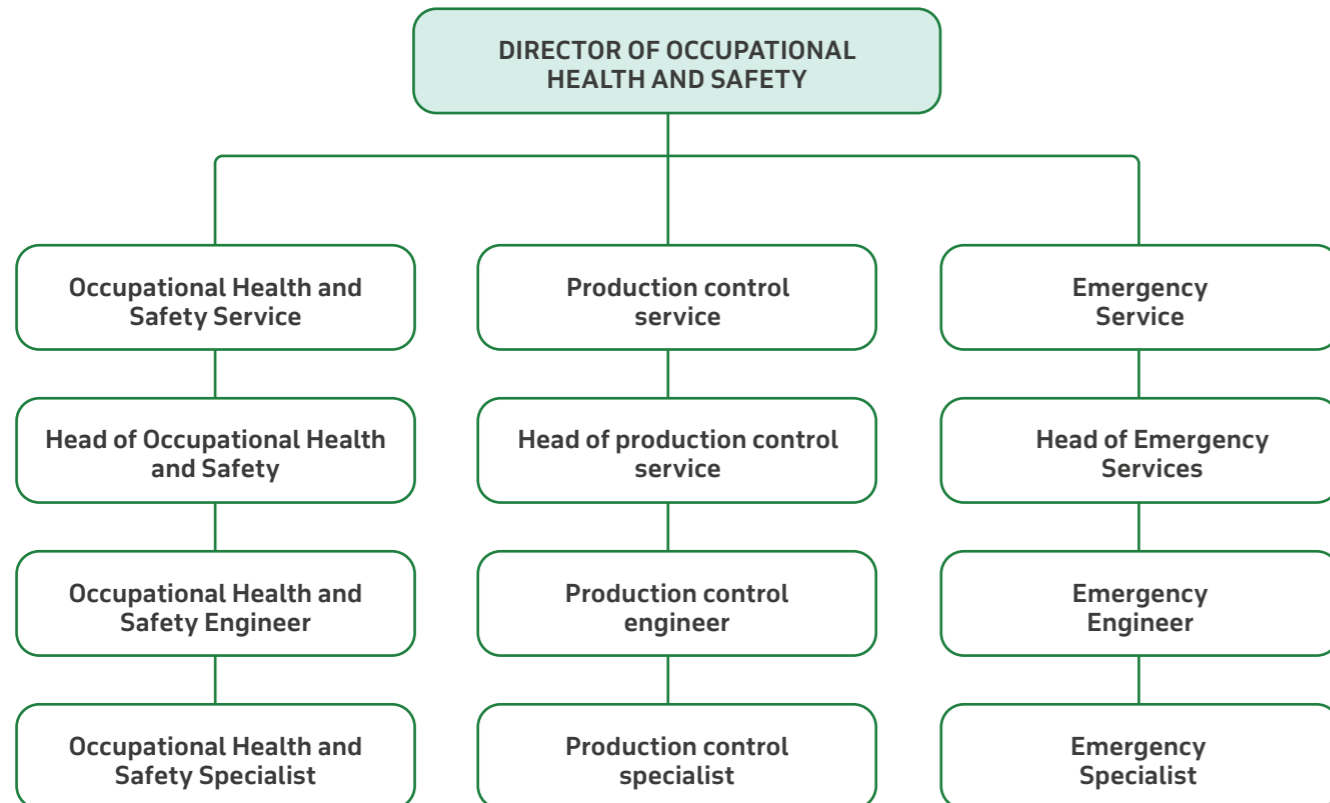 DIRECTOR OF OCCUPATIONAL
HEALTH AND SAFETY
Occupational Health and
Safety Service
Production control
service
Emergency
Service
Head of Occupational Health
and Safety
Head of production control
service
Head of Emergency
Services
Occupational Health and
Safety Engineer
Production control
engineer
Emergency
Engineer
Occupational Health and
Safety Specialist
Production control
specialist
Emergency
Specialist